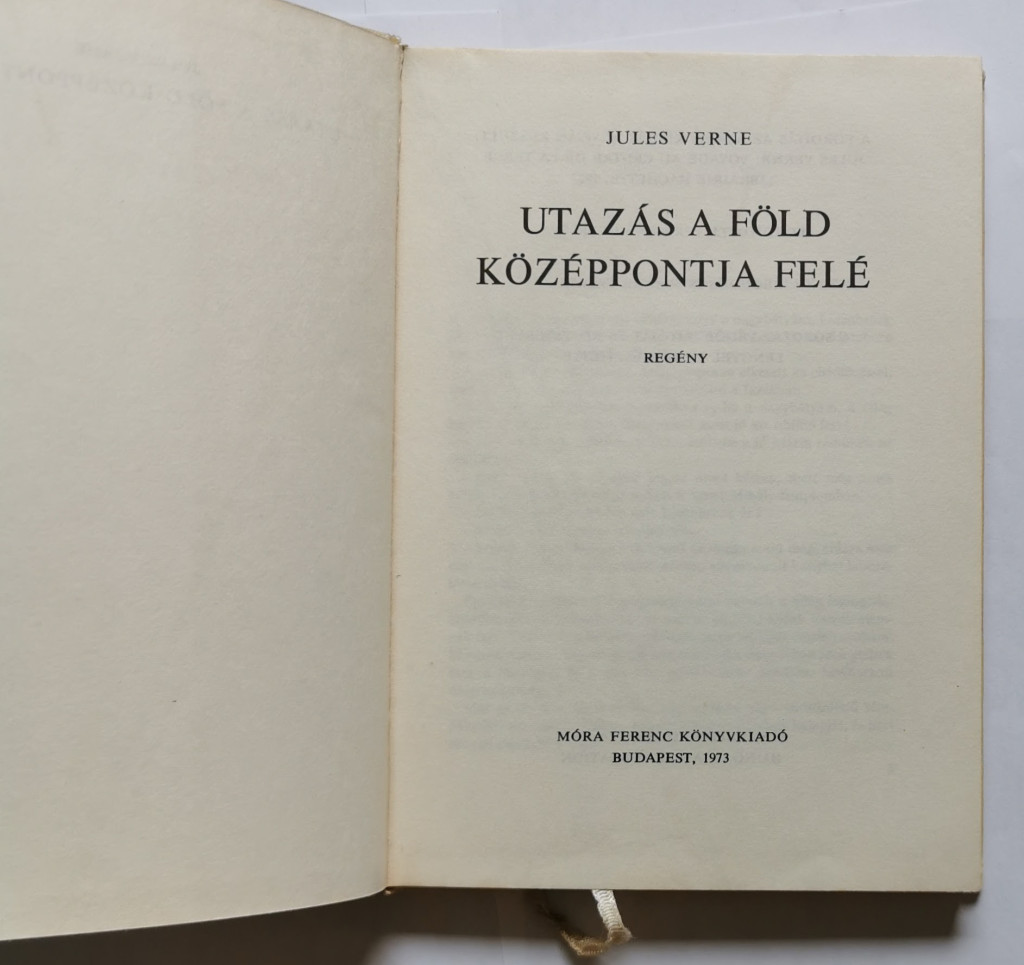 JULES VERNE
UTAZÁS A FÖLD
KÖZÉPPONTJA FELÉ
REGÉNY
MÓRA FERENC KÖNYVKIADÓ
BUDAPEST, 1973